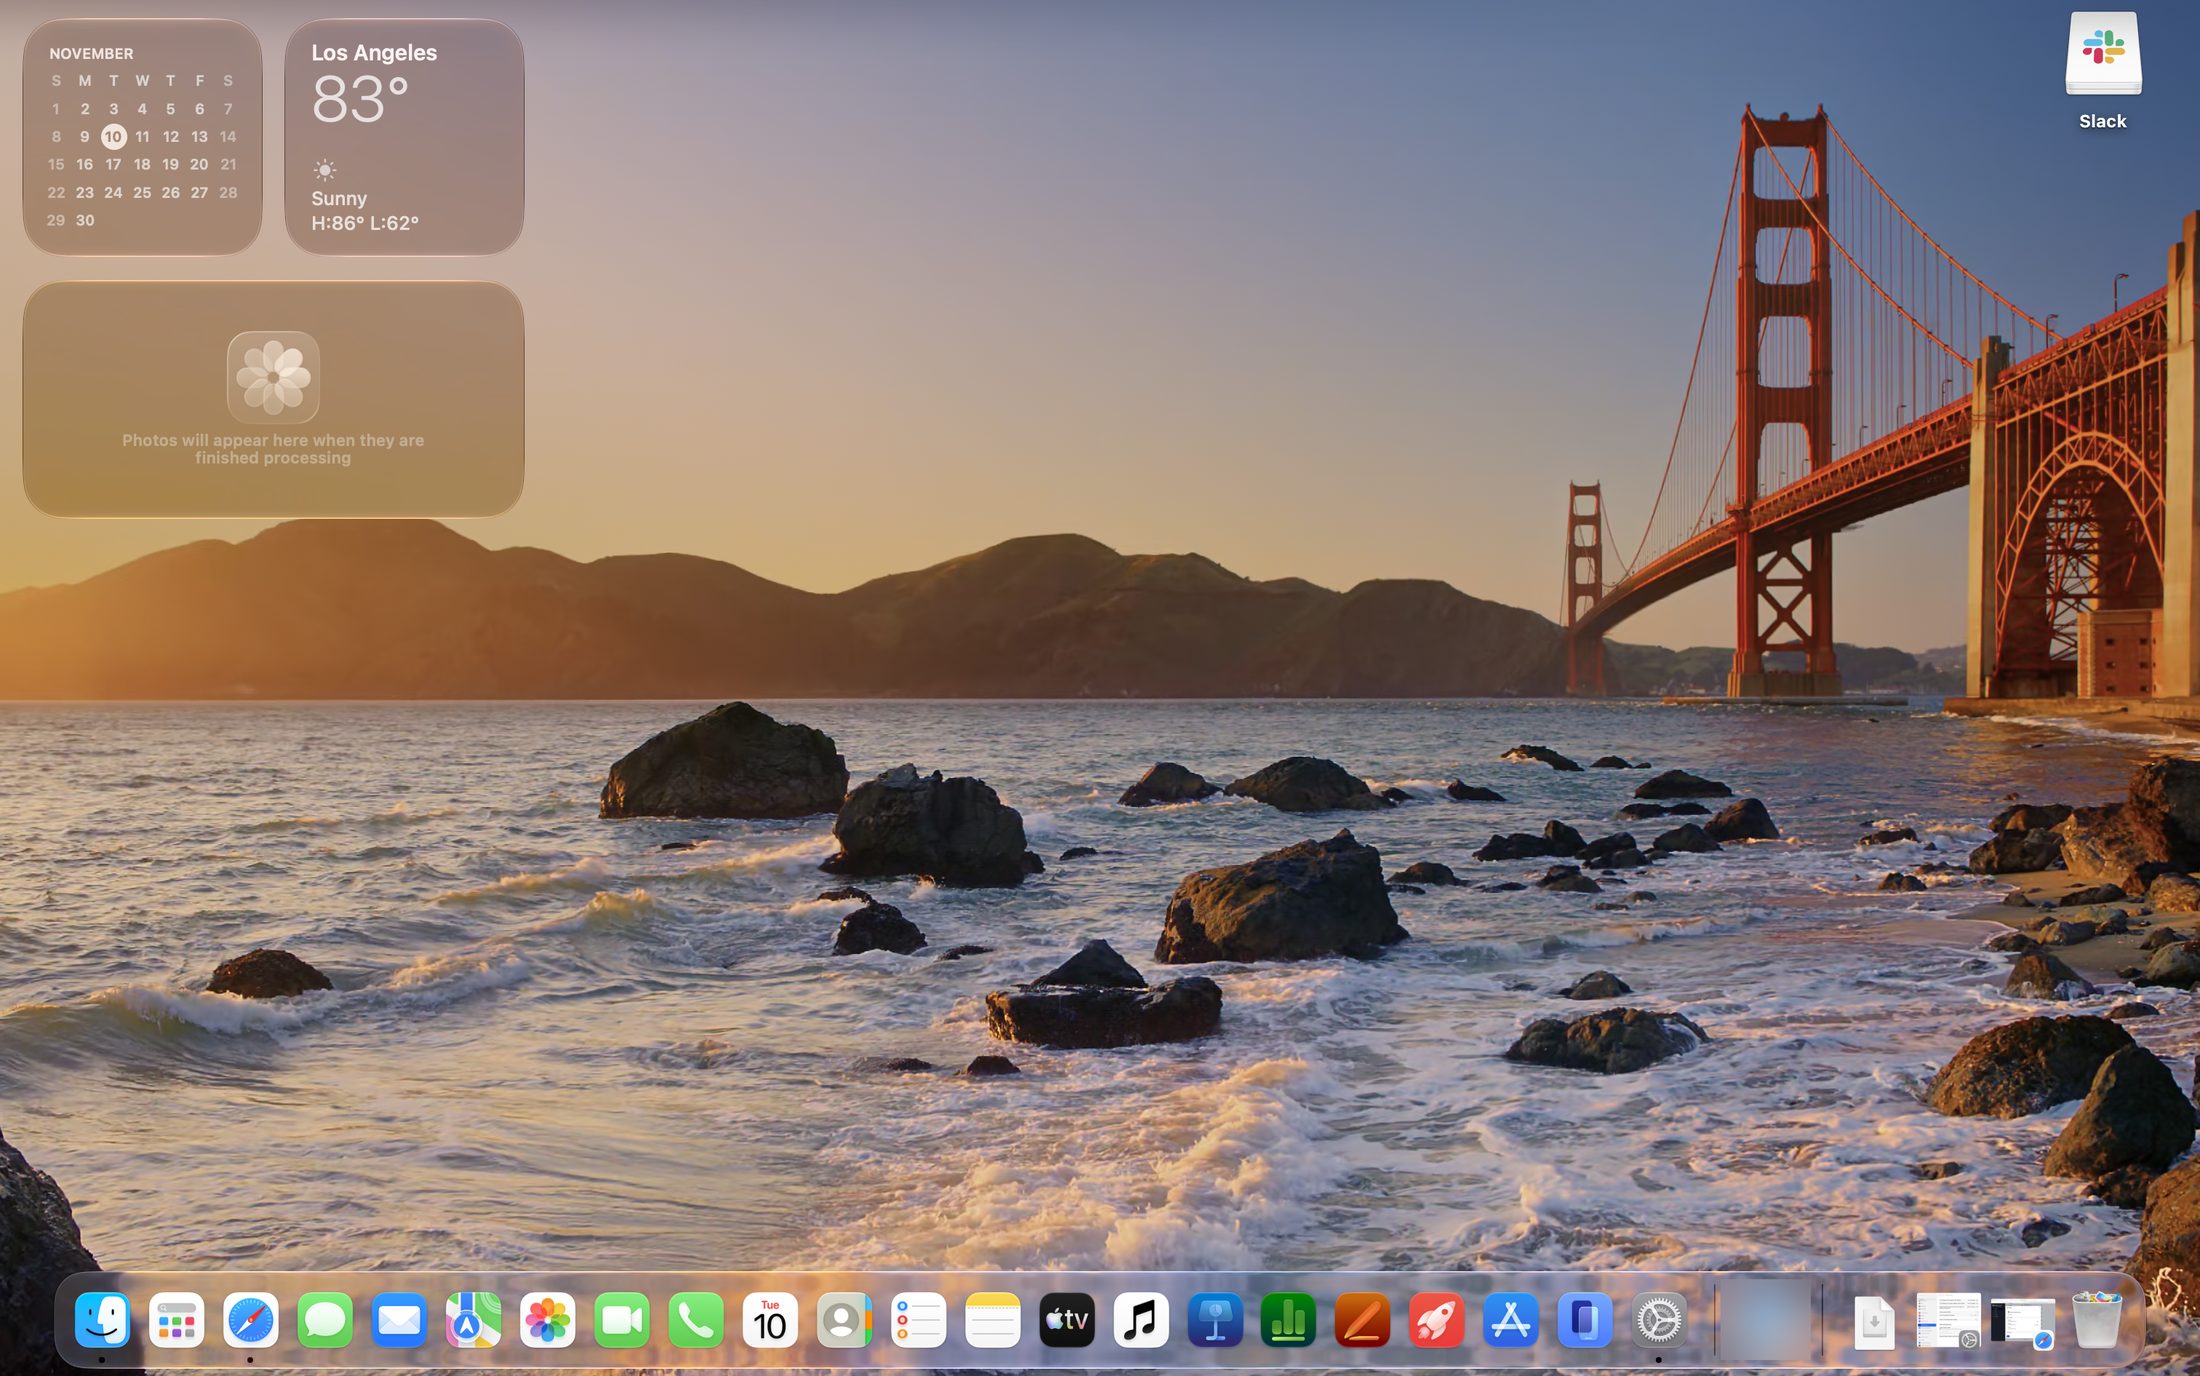 NOVEMBER
S M T W T F S
1 2 3 4 5 6 7
8 9 10 11 12 13 14
15 16 17 18 19 20 21
22 23 24 25 26 27 28
29 30
Los Angeles
83°
Sunny
H:86° L:62°
Slack
Photos will appear here when they are
finished processing
Tue
10
tv